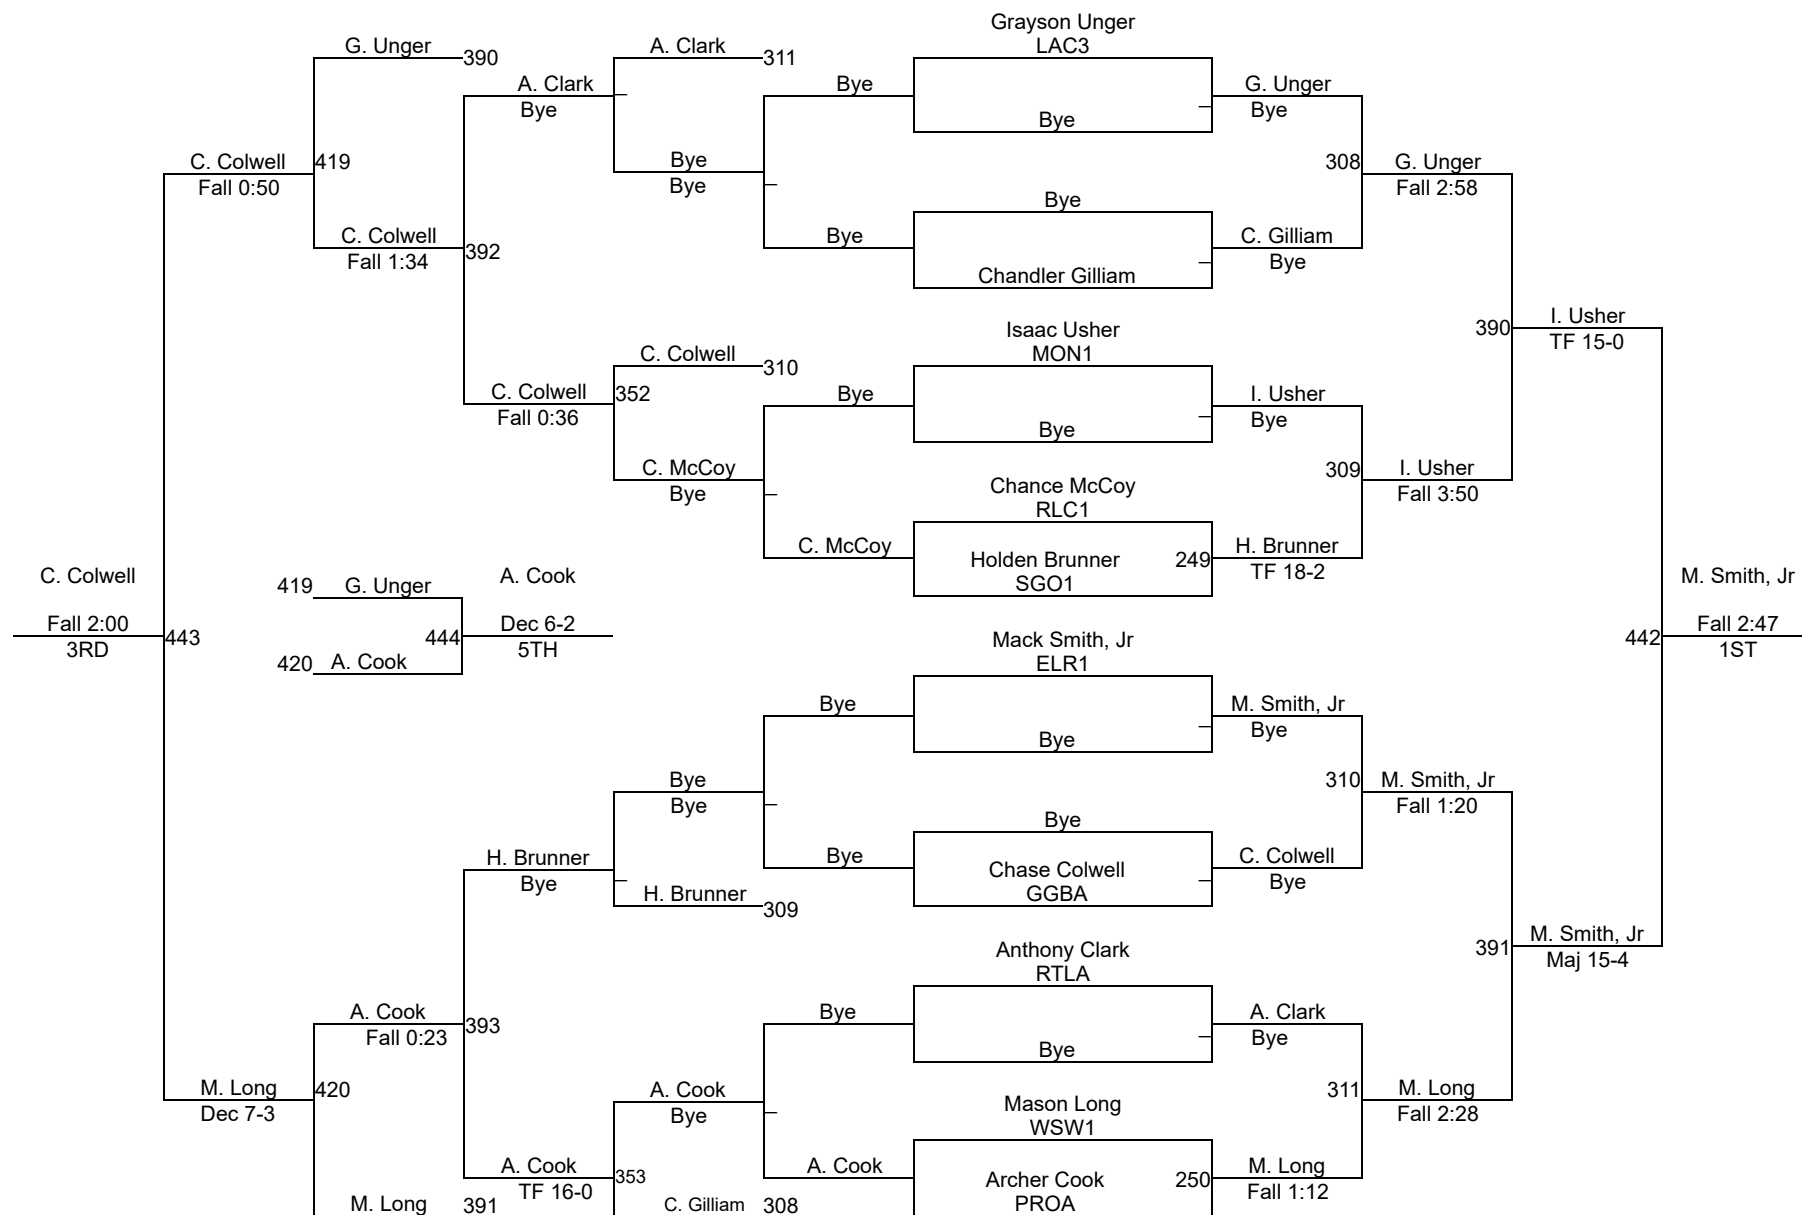 Grayson Unger
LAC3
G. Unger
390
A. Clark
311
A. Clark
Bye
Bye
Bye
G. Unger
Bye
C. Colwell
419
Fall 0:50
Bye
Bye
308
G. Unger
Fall 2:58
Bye
C. Colwell
Fall 1:34
392
Bye
C. Gilliam
Bye
Chandler Gilliam
Isaac Usher
MON1
390
I. Usher
TF 15-0
C. Colwell
310
C. Colwell
352
Fall 0:36
Bye
Bye
I. Usher
Bye
C. McCoy
Bye
309
I. Usher
Fall 3:50
Chance McCoy
RLC1
C. McCoy
Holden Brunner
SGO1
249
H. Brunner
TF 18-2
C. Colwell
Fall 2:00
3RD
443
419
G. Unger
444
420
A. Cook
A. Cook
Dec 6-2
5TH
M. Smith, Jr
442
Fall 2:47
1ST
Mack Smith, Jr
ELR1
Bye
Bye
M. Smith, Jr
Bye
Bye
Bye
310
M. Smith, Jr
Fall 1:20
Bye
H. Brunner
Bye
Bye
Chase Colwell
GGBA
C. Colwell
Bye
H. Brunner
309
391
M. Smith, Jr
Maj 15-4
Anthony Clark
RTLA
A. Cook
Fall 0:23
393
Bye
Bye
A. Clark
Bye
M. Long
420
Dec 7-3
A. Cook
Bye
311
M. Long
Fall 2:28
Mason Long
WSW1
A. Cook
TF 16-0
353
A. Cook
Archer Cook
PROA
250
M. Long
Fall 1:12
M. Long
391
C. Gilliam
308